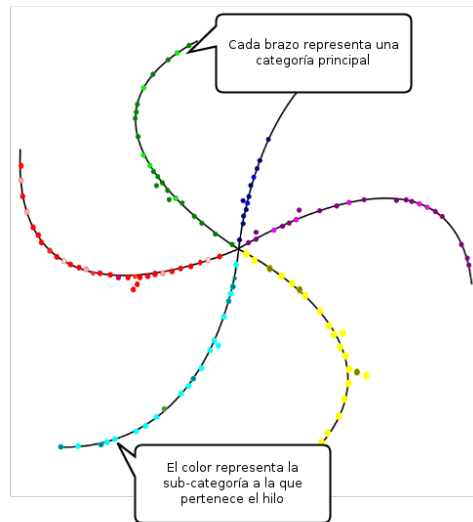 Cada brazo representa una
categoría principal
El color representa la
sub-categoría a la que
pertenece el hilo